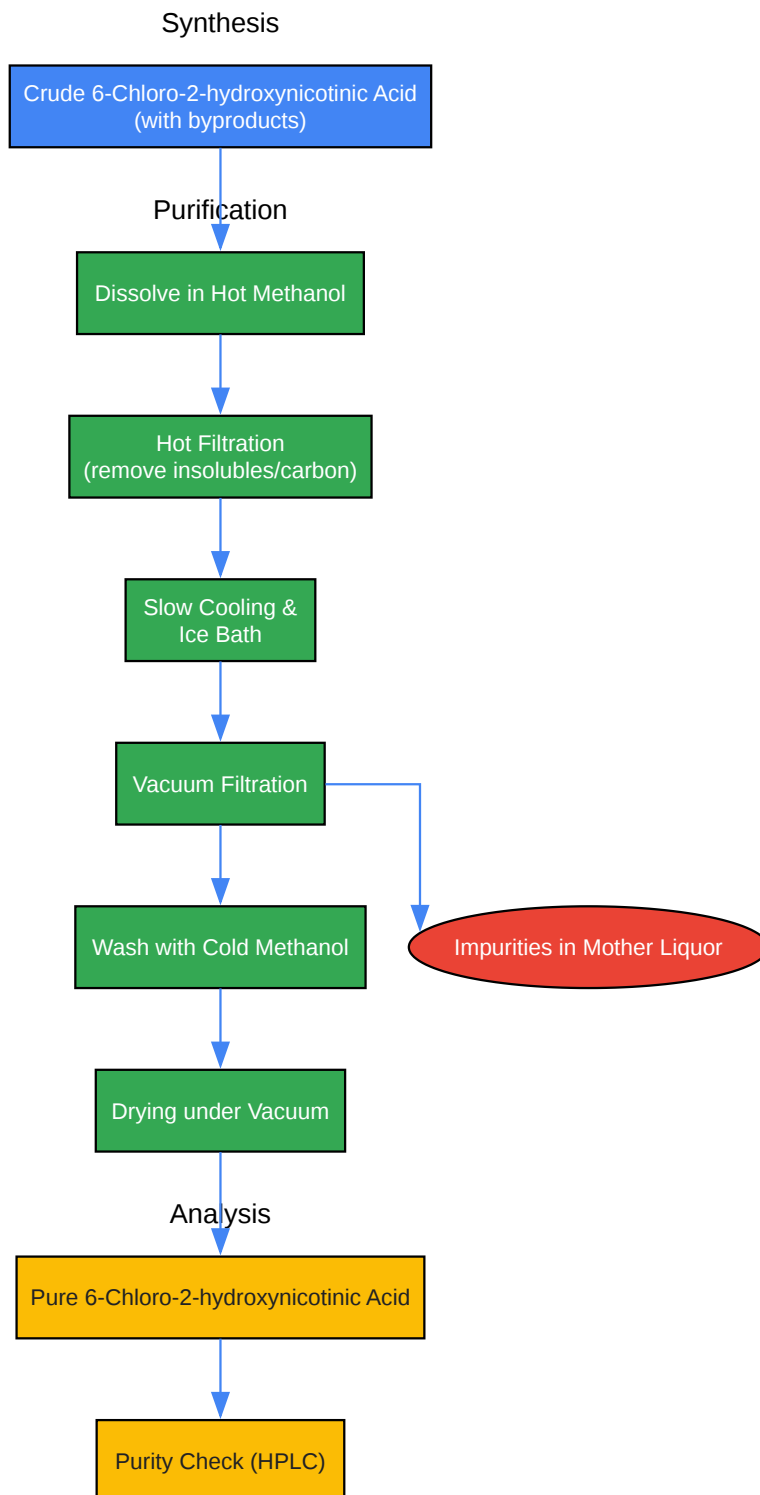 Synthesis
Crude 6-Chloro-2-hydroxynicotinic Acid
(with byproducts)
Purification
Dissolve in Hot Methanol
Hot Filtration
(remove insolubles/carbon)
Slow Cooling &
Ice Bath
Vacuum Filtration
Wash with Cold Methanol
Impurities in Mother Liquor
Drying under Vacuum
Analysis
Pure 6-Chloro-2-hydroxynicotinic Acid
Purity Check (HPLC)